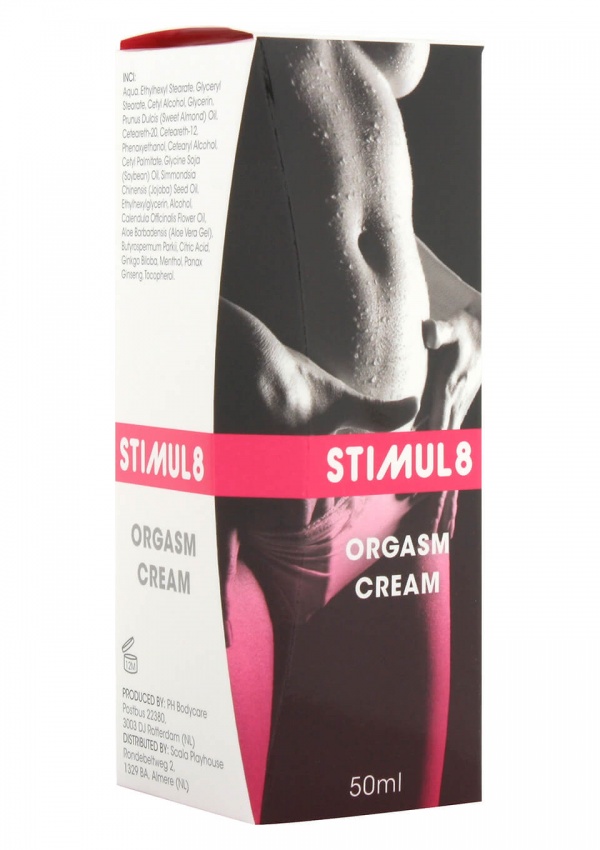 INCI:
Aqua, Ethylhexyl Stearate, Glyceryl
Stearate, Cetyl Alcohol, Glycerin,
Prunus Dulcis (Sweet Almond) Oil,
Ceteareth-20, Ceteareth-12,
Phenoxyethanol, Cetearyl Alcohol,
Cetyl Palmitate, Glycine Soja
(Soybean) Oil, Simmondsia
Chinensis (Jojoba) Seed Oil,
Ethylhexylglycerin, Alcohol,
Calendula Officinalis Flower Oil,
Aloe Barbadensis (Aloe Vera Gel),
Butyrospermum Parkii, Citric Acid,
Ginkgo Biloba, Menthol, Panax
Ginseng, Tocopherol.
STIMUL8
ORGASM
CREAM
12M
PRODUCED BY: PH Bodycare
Postbus 22380,
3003 DJ Rotterdam (NL)
DISTRIBUTED BY: Scala Playhouse
Rondebeltweg 2,
1329 BA, Almere (NL)
STIMUL8
ORGASM
CREAM
50ml